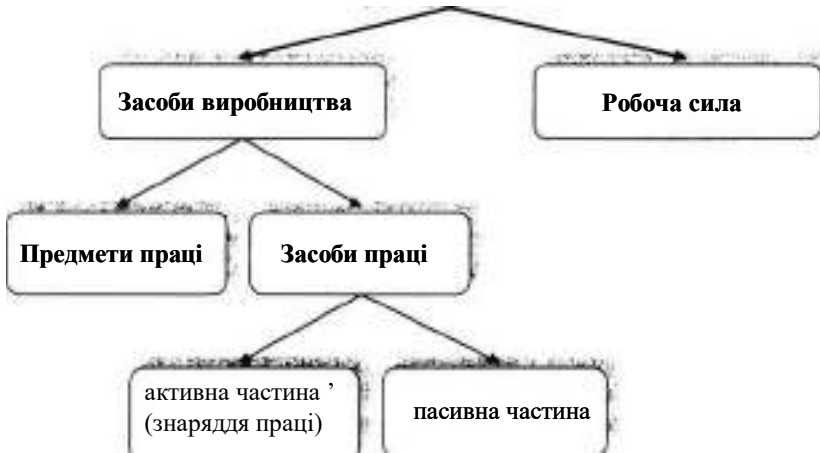 Засоби виробництва
Робоча сила
Предмети праці
Засоби праці
активна частина ’
(знаряддя праці)
пасивна частина